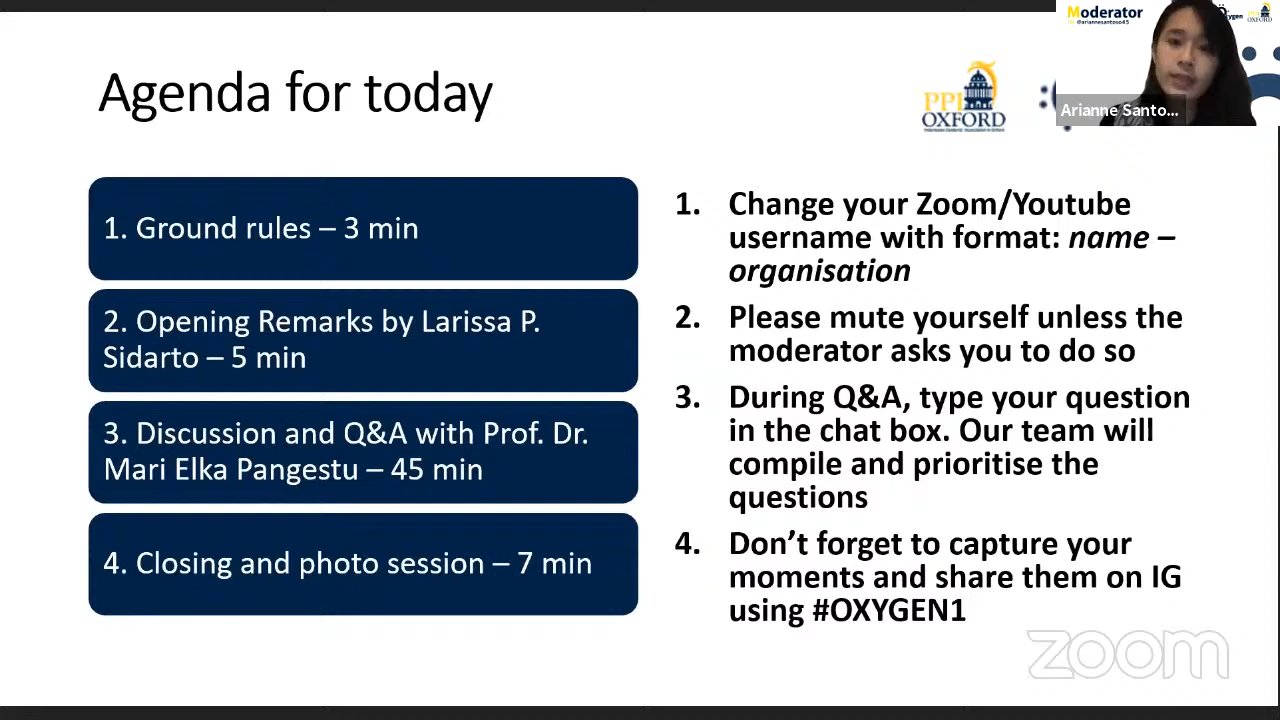 Moderator
@ariannesantoso45
PPI
OXFORD
Agenda for today
PPI
OXFORD
Arianne Santo...
1. Ground rules – 3 min
2. Opening Remarks by Larissa P.
Sidarto – 5 min
3. Discussion and Q&A with Prof. Dr.
Mari Elka Pangestu – 45 min
4. Closing and photo session – 7 min
1. Change your Zoom/Youtube
username with format: name –
organisation
2. Please mute yourself unless the
moderator asks you to do so
3. During Q&A, type your question
in the chat box. Our team will
compile and prioritise the
questions
4. Don’t forget to capture your
moments and share them on IG
using #OXYGEN1
zoom